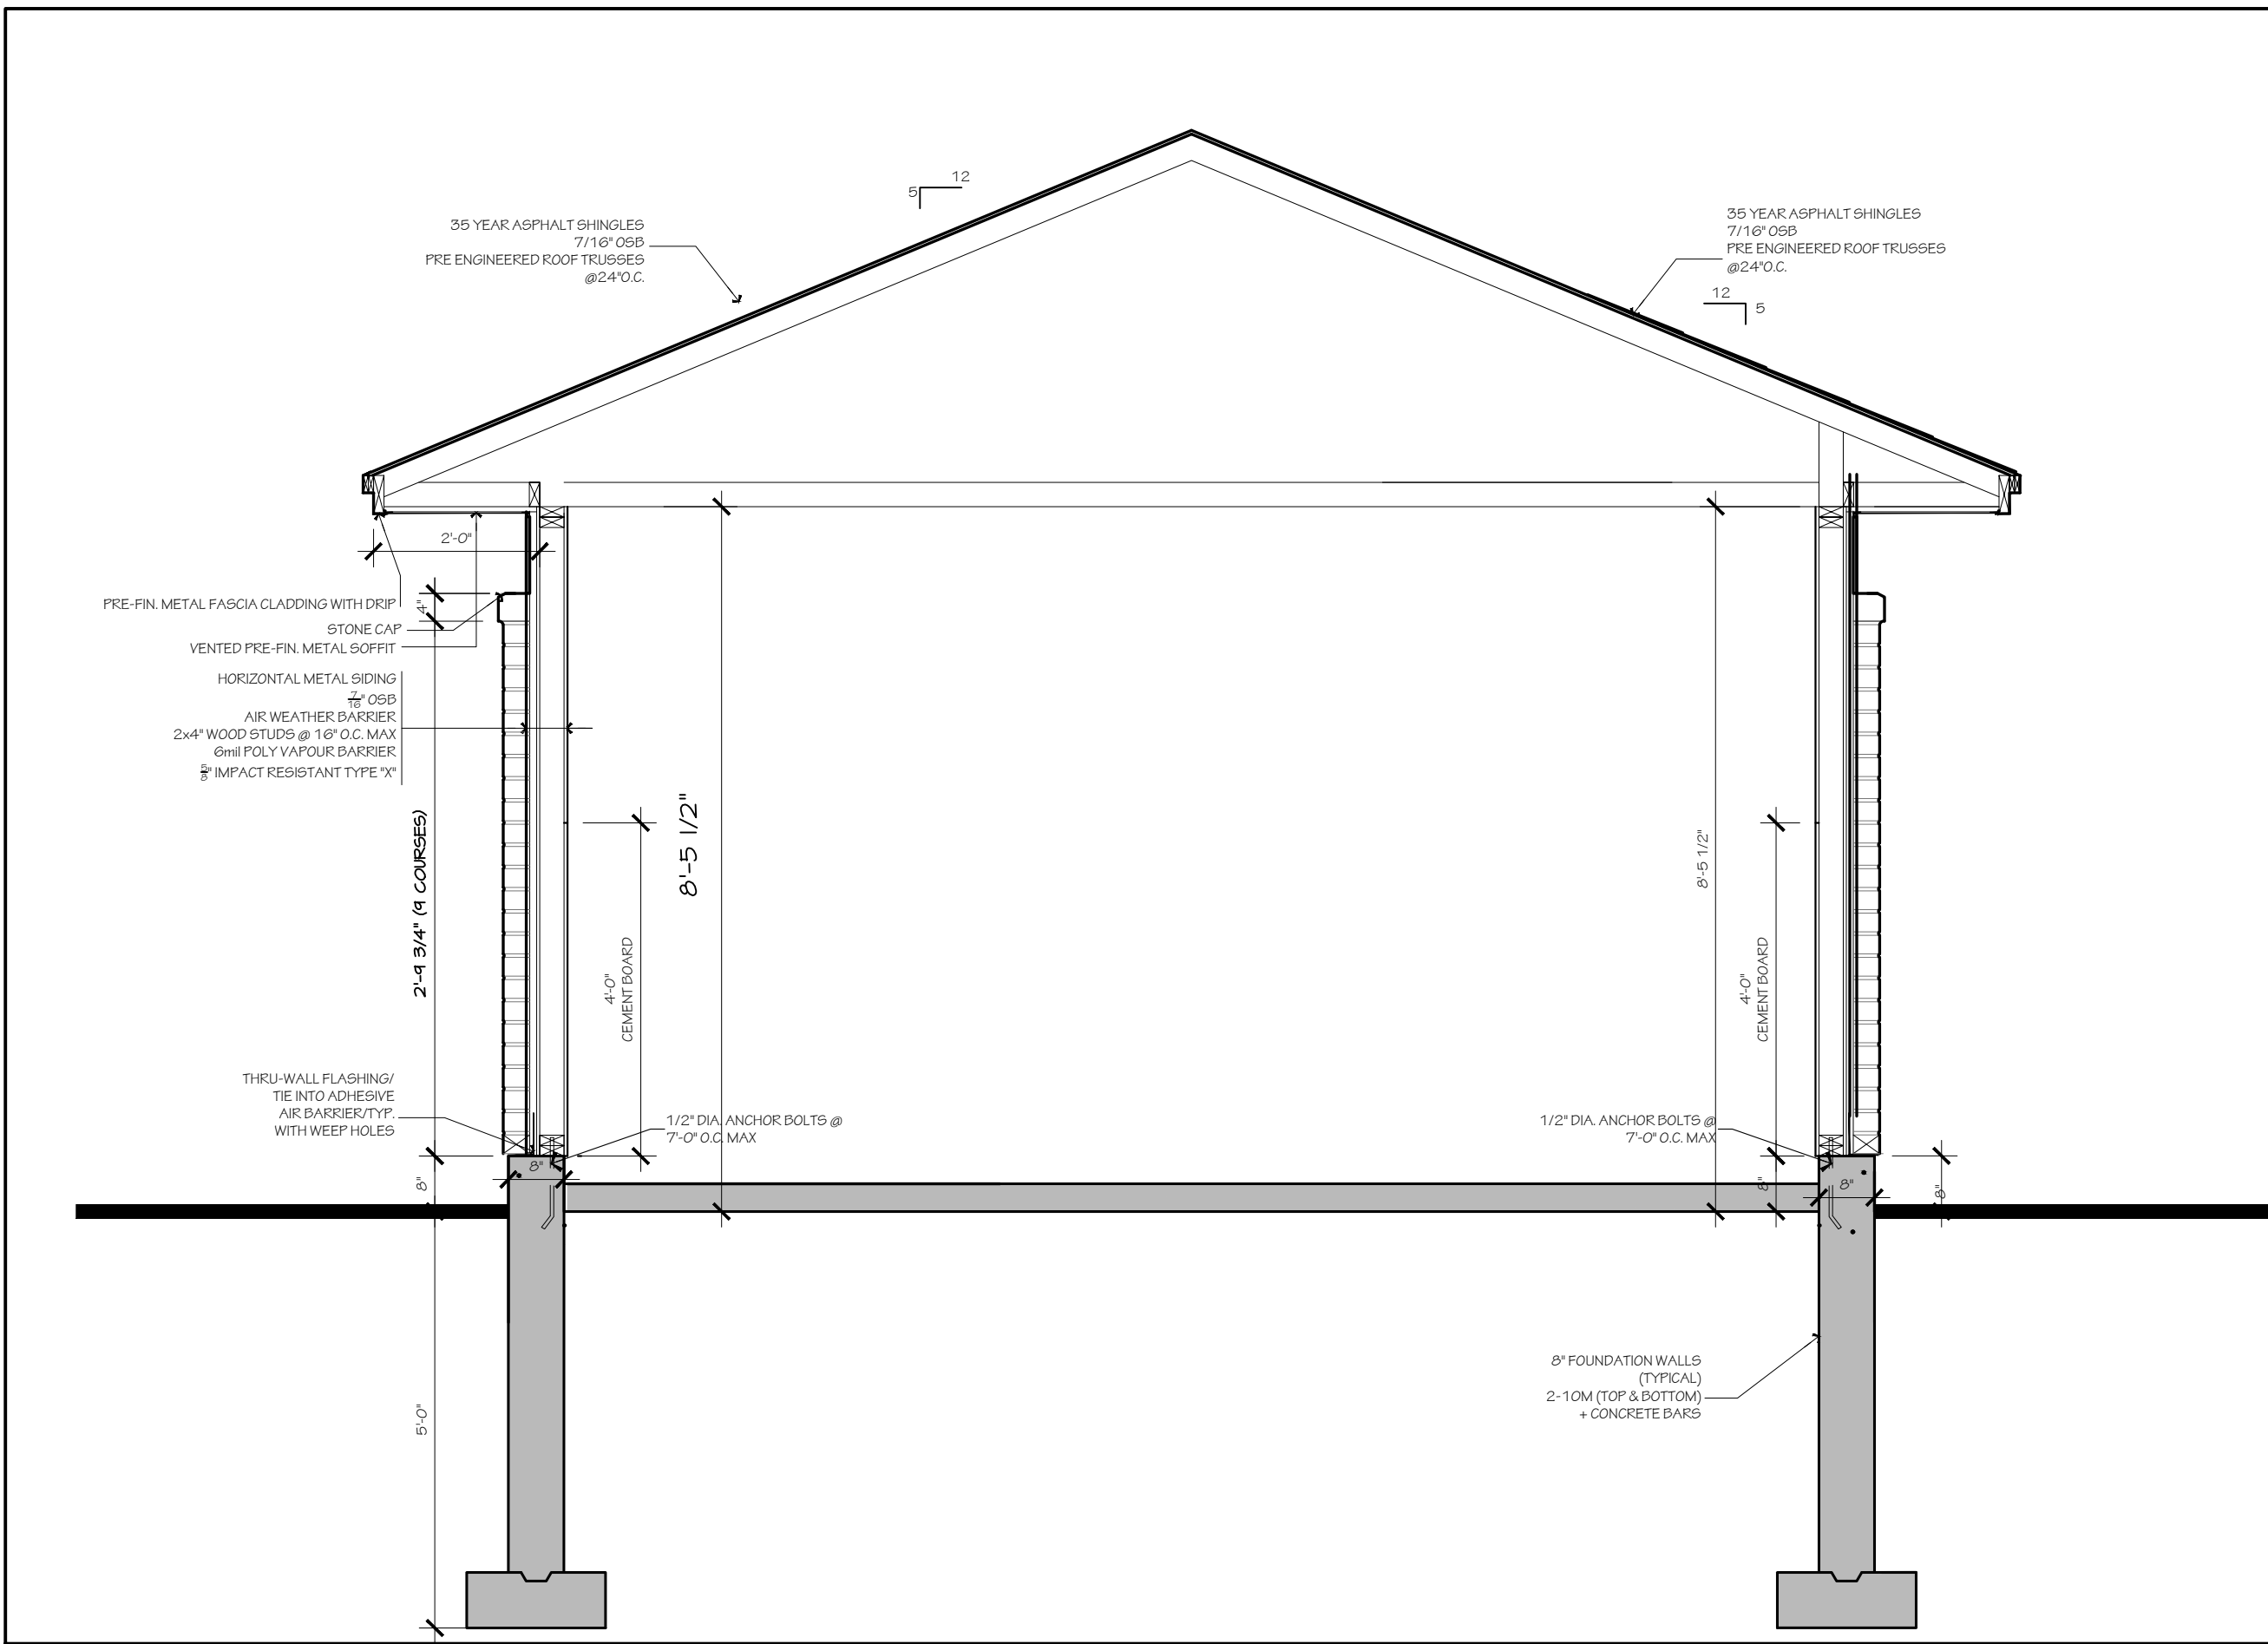 12
5
35 YEAR ASPHALT SHINGLES
7/16" OSB
PRE ENGINEERED ROOF TRUSSES
@24"O.C.
35 YEAR ASPHALT SHINGLES
7/16" OSB
PRE ENGINEERED ROOF TRUSSES
@24"O.C.
12
5
2'-0"
4"
PRE-FIN. METAL FASCIA CLADDING WITH DRIP
STONE CAP
VENTED PRE-FIN. METAL SOFFIT
HORIZONTAL METAL SIDING
7/16" OSB
AIR WEATHER BARRIER
2x4" WOOD STUDS @ 16" O.C. MAX
6mil POLY VAPOUR BARRIER
5/8" IMPACT RESISTANT TYPE "X"
2'-9 3/4" (9 COURSES)
8'-5 1/2"
4'-0"
CEMENT BOARD
8'-5 1/2"
4'-0"
CEMENT BOARD
THRU-WALL FLASHING/
TIE INTO ADHESIVE
AIR BARRIER/TYP.
WITH WEEP HOLES
1/2" DIA. ANCHOR BOLTS @
7'-0" O.C. MAX
1/2" DIA. ANCHOR BOLTS @
7'-0" O.C. MAX
8"
8"
8"
8"
8"
5'-0"
8" FOUNDATION WALLS
(TYPICAL)
2-10M (TOP & BOTTOM)
+ CONCRETE BARS